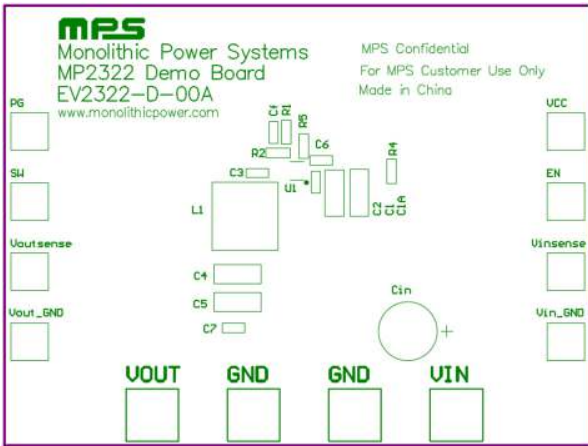 mps
Monolithic Power Systems
MP2322 Demo Board
EV2322-D-00A
www.monolithicpower.com
MPS Confidential
For MPS Customer Use Only
Made in China
PG
VCC
Cf
R1
R5
R2
C6
R4
SW
C3
U1
EN
L1
C2
C1
C1A
Voutsense
Vinsense
C4
Cin
C5
Vout_GND
Vin_GND
C7
+
VOUT GND GND VIN